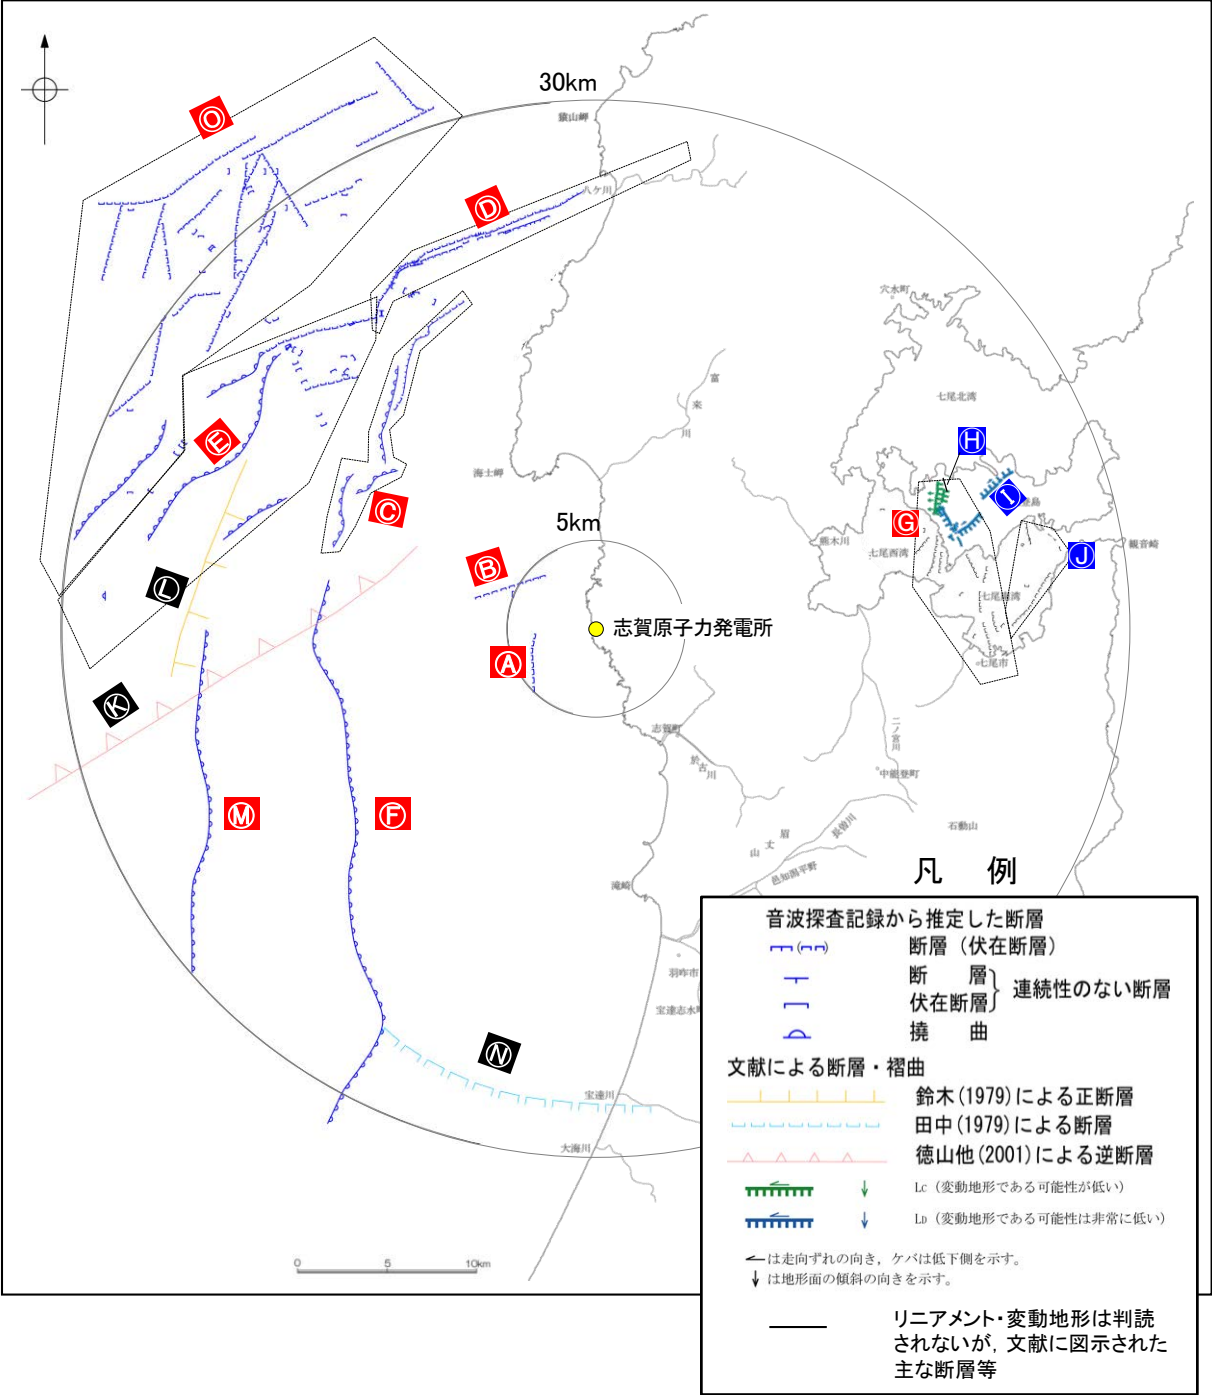 30km
猿山岬
Ⓞ
八ケ川
Ⓓ
穴水町
富
来
川
七尾北湾
Ⓔ
Ⓗ
海士岬
Ⓒ
Ⓘ
5km
Ⓖ
熊木川
七尾西湾
観音崎
Ⓑ
Ⓙ
Ⓛ
七尾南湾
志賀原子力発電所
Ⓐ
七尾市
Ⓚ
志賀町
二ノ宮川
於古川
中能登町
Ⓜ
Ⓕ
長曽川
石動山
眉
丈
山
邑知潟平野
滝崎
羽咋市
宝達志水町
Ⓝ
宝達川
大海川
0 5 10km
凡 例
音波探査記録から推定した断層
断層（伏在断層）
断 層
伏在断層
連続性のない断層
撓 曲
文献による断層・褶曲
鈴木(1979)による正断層
田中(1979)による断層
徳山他(2001)による逆断層
LC（変動地形である可能性が低い）
LD（変動地形である可能性は非常に低い）
は走向ずれの向き，ケバは低下側を示す。
は地形面の傾斜の向きを示す。
リニアメント・変動地形は判読
されないが，文献に図示された
主な断層等